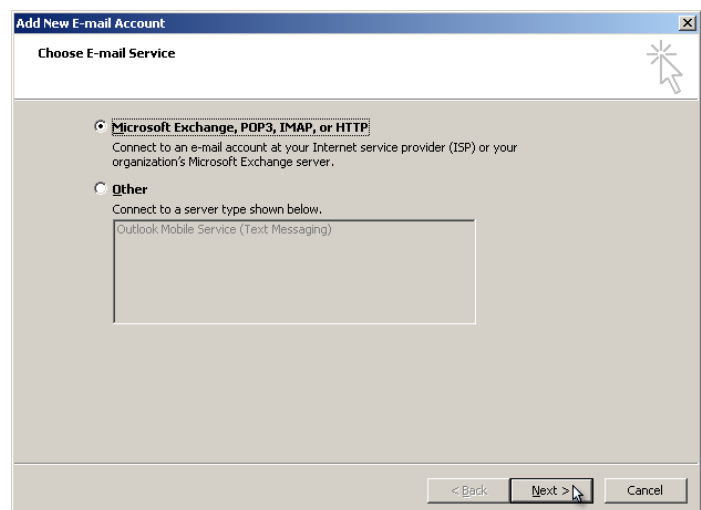 Add New E-mail Account
Choose E-mail Service
Microsoft Exchange, POP3, IMAP, or HTTP
Connect to an e-mail account at your Internet service provider (ISP) or your
organization's Microsoft Exchange server.
Other
Connect to a server type shown below.
Outlook Mobile Service (Text Messaging)
< Back
Next >
Cancel